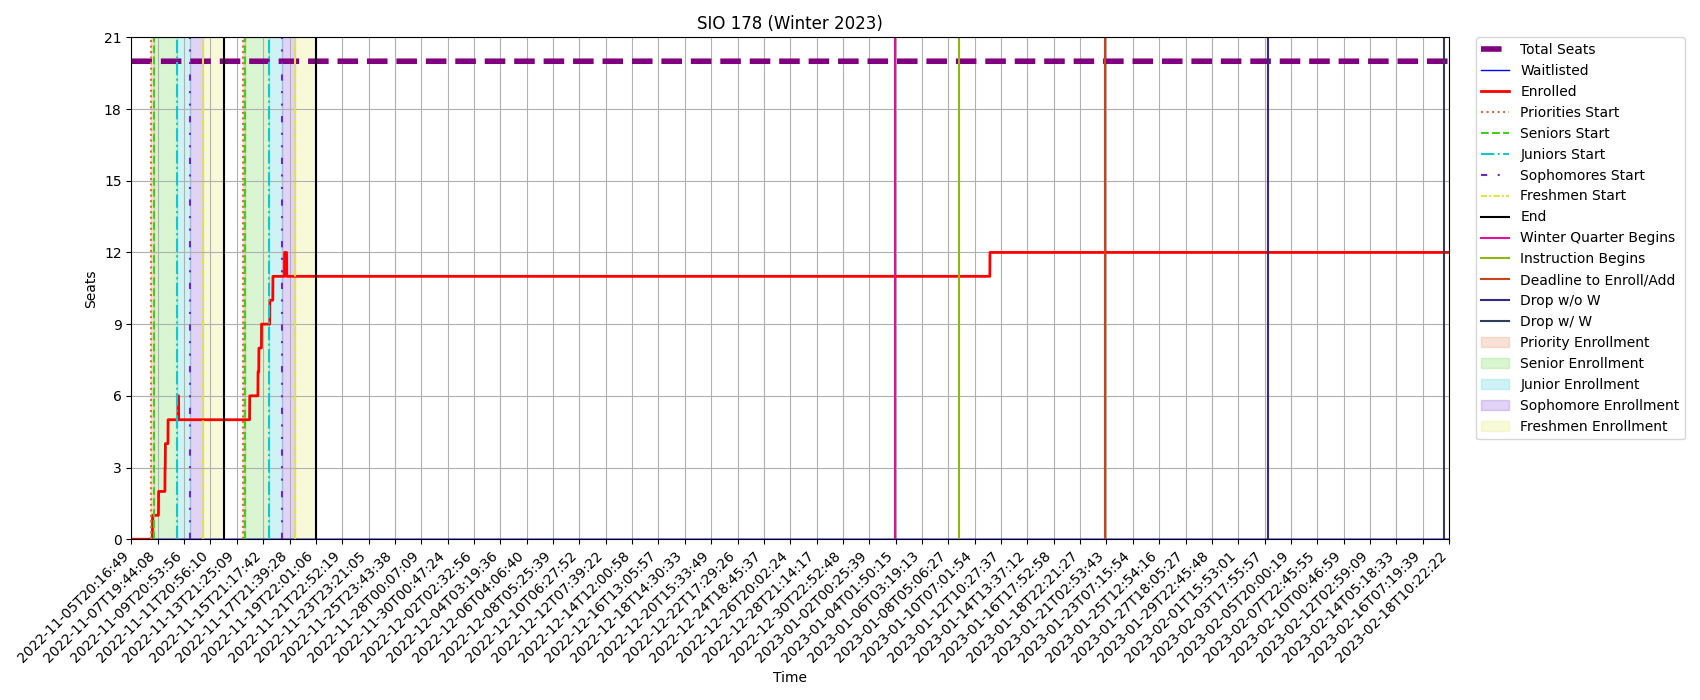 SIO 178 (Winter 2023)
21
18
15
12
9
6
3
0
Seats
2022-11-05T20:16:49
2022-11-07T19:44:08
2022-11-09T20:53:56
2022-11-11T20:56:10
2022-11-13T21:25:09
2022-11-15T21:17:42
2022-11-17T21:39:28
2022-11-19T22:01:06
2022-11-21T22:52:19
2022-11-23T23:21:05
2022-11-25T23:43:38
2022-11-28T00:07:09
2022-11-30T00:47:24
2022-12-02T02:32:56
2022-12-04T03:19:36
2022-12-06T04:06:40
2022-12-08T05:25:39
2022-12-10T06:27:52
2022-12-12T07:39:22
2022-12-14T12:00:58
2022-12-16T13:05:57
2022-12-18T14:30:33
2022-12-20T15:33:49
2022-12-22T17:29:26
2022-12-24T18:45:37
2022-12-26T20:02:24
2022-12-28T21:14:17
2022-12-30T22:52:48
2023-01-02T00:25:39
2023-01-04T01:50:15
2023-01-06T03:19:13
2023-01-08T05:06:27
2023-01-10T07:01:54
2023-01-12T10:27:37
2023-01-14T13:37:12
2023-01-16T17:52:58
2023-01-18T22:21:27
2023-01-21T02:53:43
2023-01-23T07:15:54
2023-01-25T12:54:16
2023-01-27T18:05:27
2023-01-29T22:45:48
2023-02-01T15:53:01
2023-02-03T17:55:57
2023-02-05T20:00:19
2023-02-07T22:45:55
2023-02-10T00:46:59
2023-02-12T02:59:09
2023-02-14T05:18:33
2023-02-16T07:19:39
2023-02-18T10:22:22
Time
Total Seats
Waitlisted
Enrolled
Priorities Start
Seniors Start
Juniors Start
Sophomores Start
Freshmen Start
End
Winter Quarter Begins
Instruction Begins
Deadline to Enroll/Add
Drop w/o W
Drop w/ W
Priority Enrollment
Senior Enrollment
Junior Enrollment
Sophomore Enrollment
Freshmen Enrollment